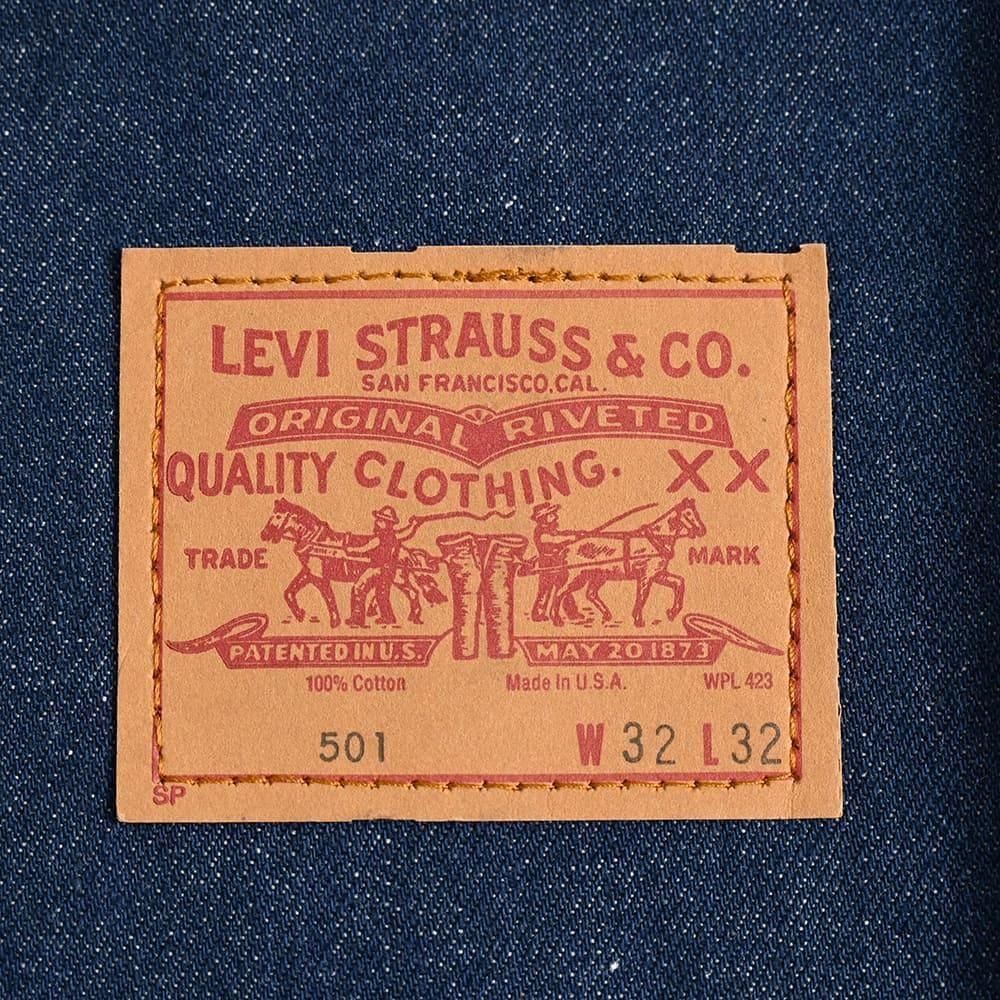 LEVI STRAUSS & CO.
SAN FRANCISCO.CAL.
ORIGINAL RIVETED
QUALITY CLOTHING. XX
TRADE MARK
PATENTED IN U.S. MAY 20 1873
100% Cotton Made in U.S.A. WPL 423
501 W 32 L 32
SP